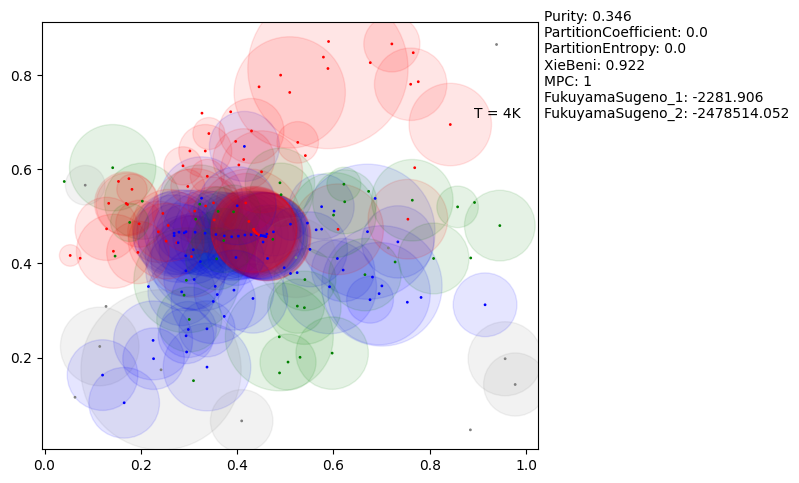 Purity: 0.346
PartitionCoefficient: 0.0
PartitionEntropy: 0.0
XieBeni: 0.922
MPC: 1
FukuyamaSugeno_1: -2281.906
FukuyamaSugeno_2: -2478514.052
T = 4K
0.8
0.6
0.4
0.2
0.0
0.2
0.4
0.6
0.8
1.0